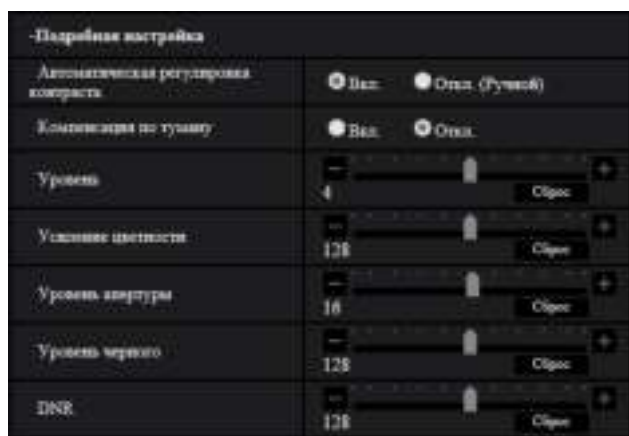 -Подробная настройка
Автоматическая регулировка
контраста
Вкл.
Откл. (Ручной)
Компенсация по туману
Вкл.
Откл.
Уровень
4
Сброс
Усиление цветности
128
Сброс
Уровень апертуры
16
Сброс
Уровень черного
128
Сброс
DNR
128
Сброс